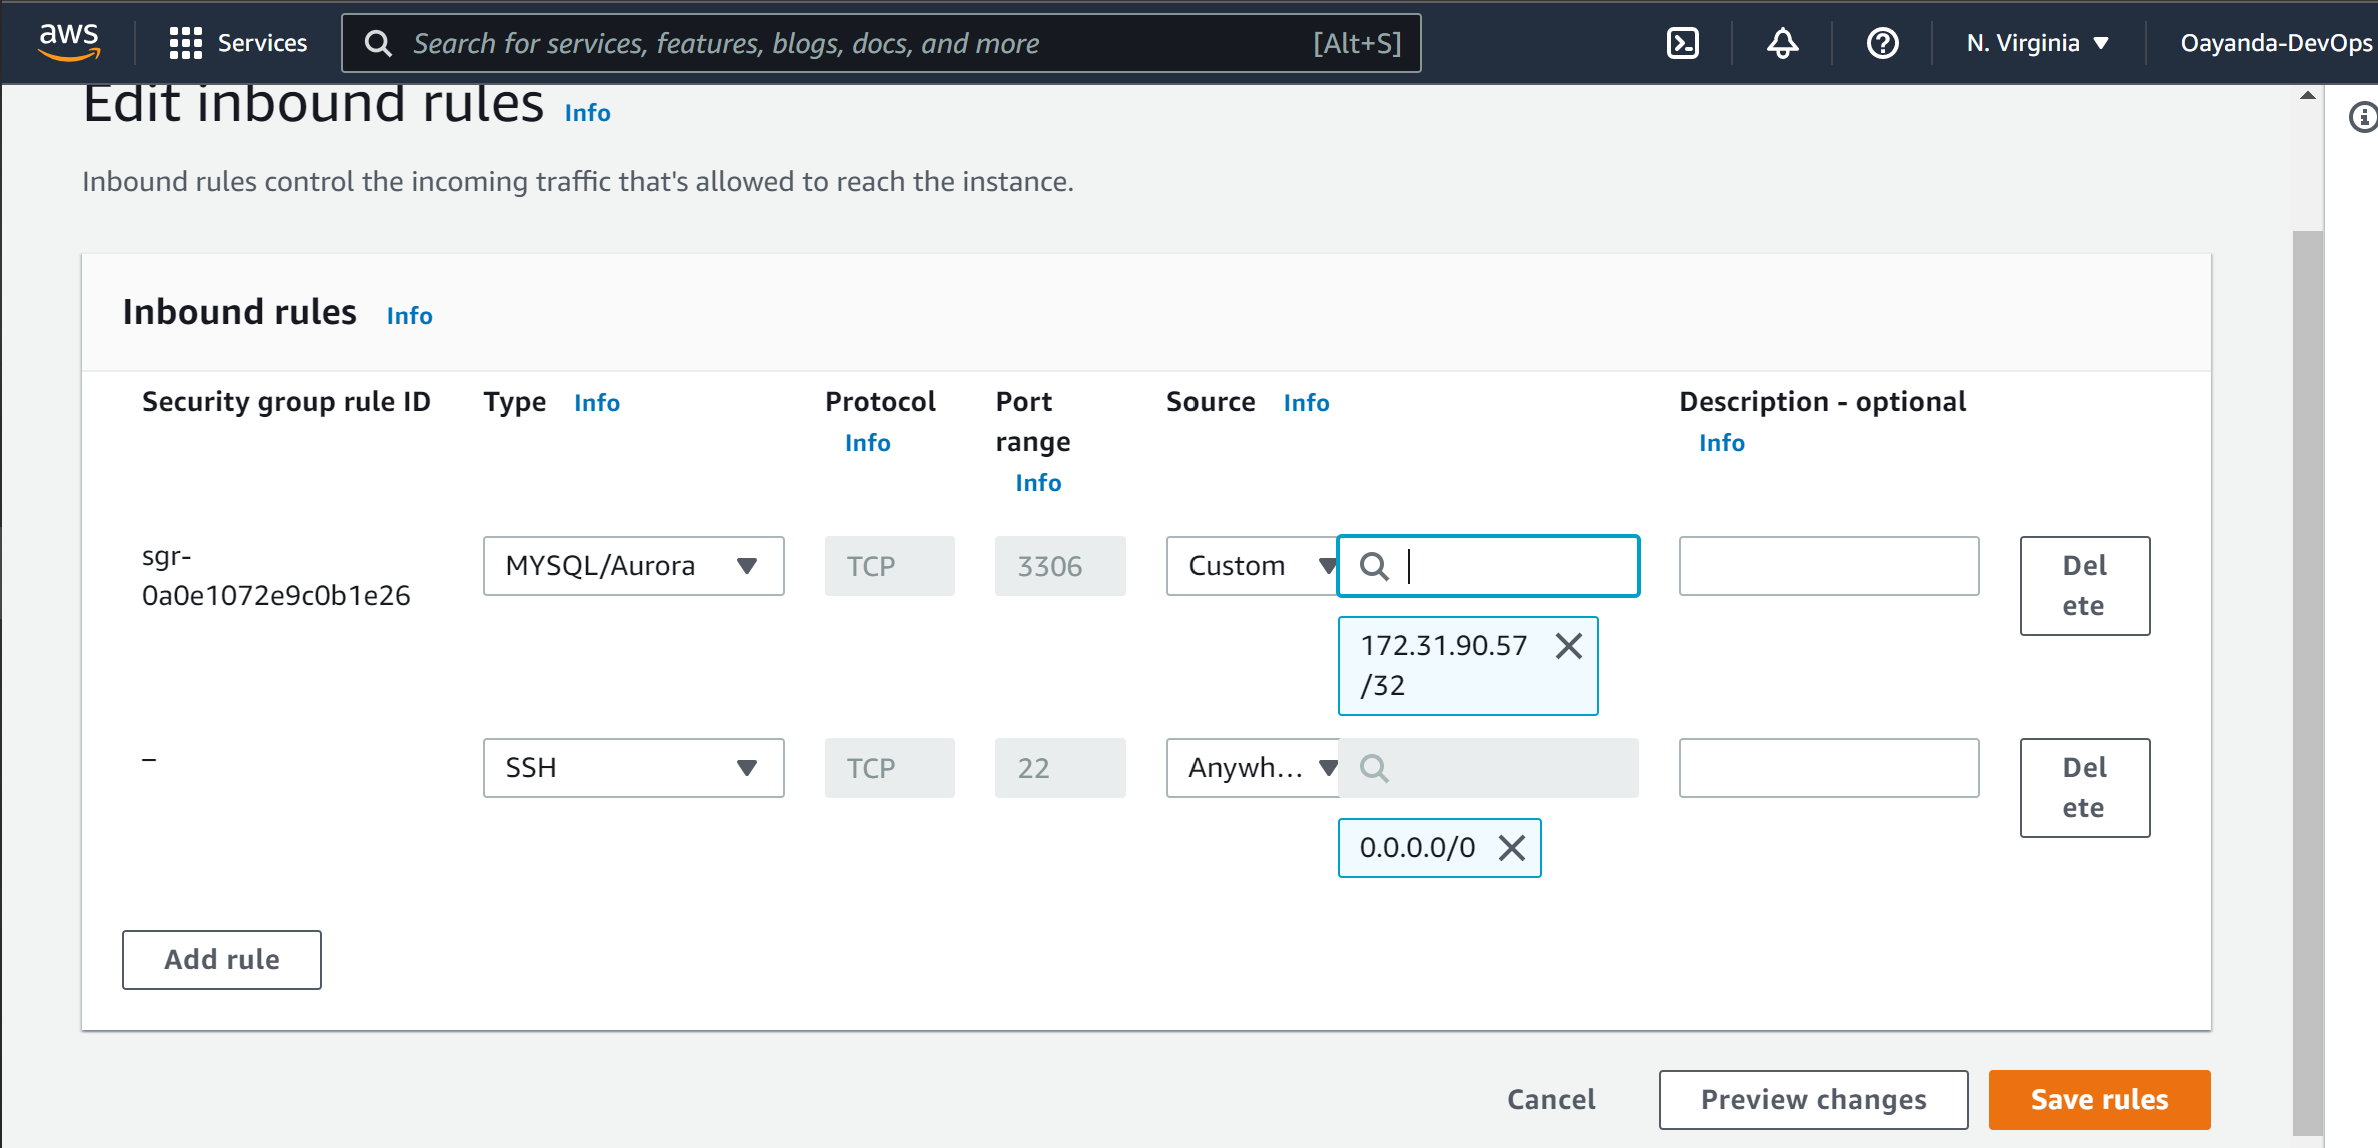 aws
Services
Search for services, features, blogs, docs, and more
[Alt+S]
N. Virginia
Oayanda-DevOps
Edit inbound rules Info
Inbound rules control the incoming traffic that's allowed to reach the instance.
Inbound rules Info
Security group rule ID
Type Info
Protocol
Info
Port
range
Info
Source Info
Description - optional
Info
sgr-
0a0e1072e9c0b1e26
MYSQL/Aurora
TCP
3306
Custom
172.31.90.57
/32
Del
ete
–
SSH
TCP
22
Anywh...
0.0.0.0/0
Del
ete
Add rule
Cancel
Preview changes
Save rules